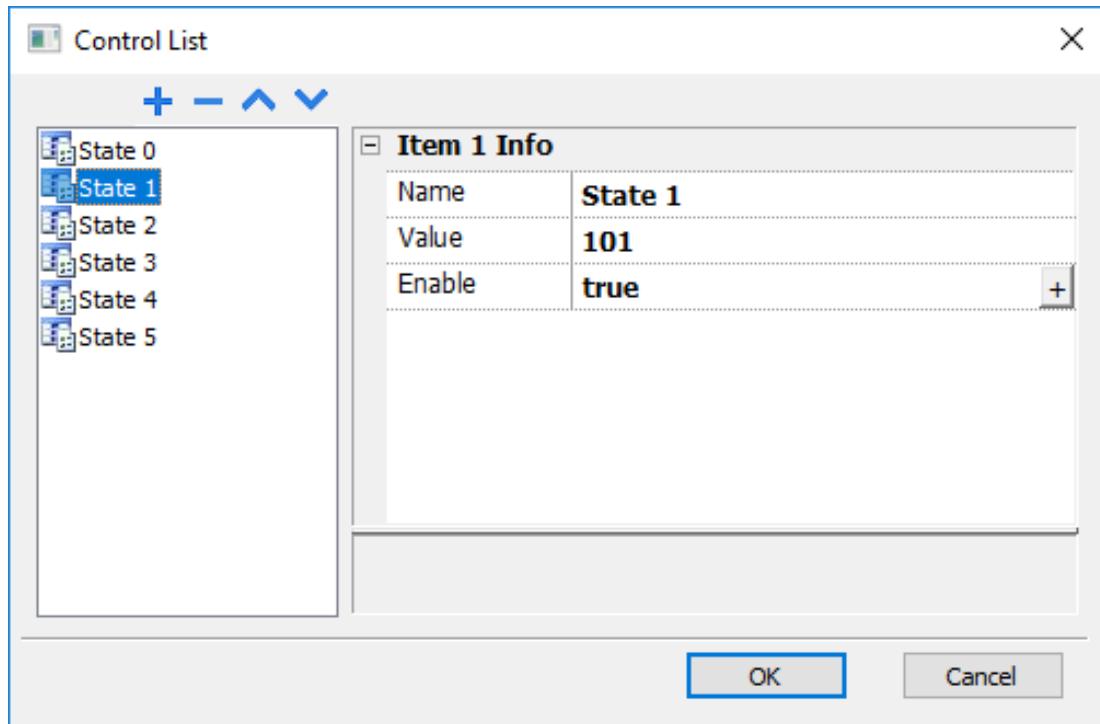 Control List
State 0
State 1
State 2
State 3
State 4
State 5
Item 1 Info
Name State 1
Value 101
Enable true +
OK Cancel